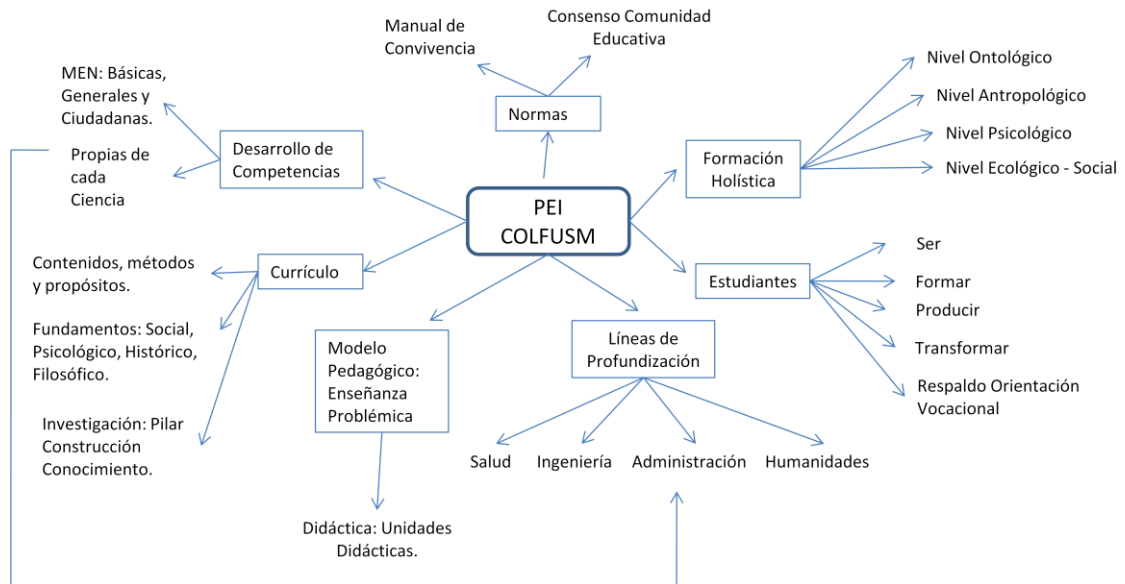 Consenso Comunidad
Educativa
Manual de
Convivencia
Normas
MEN: Básicas,
Generales y
Ciudadanas.
Propias de
cada
Ciencia
Desarrollo de
Competencias
Formación
Holística
Nivel Ontológico
Nivel Antropológico
Nivel Psicológico
Nivel Ecológico - Social
PEI
COLFUSM
Currículo
Contenidos, métodos
y propósitos.
Fundamentos: Social,
Psicológico, Histórico,
Filosófico.
Investigación: Pilar
Construcción
Conocimiento.
Estudiantes
Ser
Formar
Producir
Transformar
Respaldo Orientación
Vocacional
Modelo
Pedagógico:
Enseñanza
Problémica
Didáctica: Unidades
Didácticas.
Líneas de
Profundización
Salud
Ingeniería
Administración
Humanidades